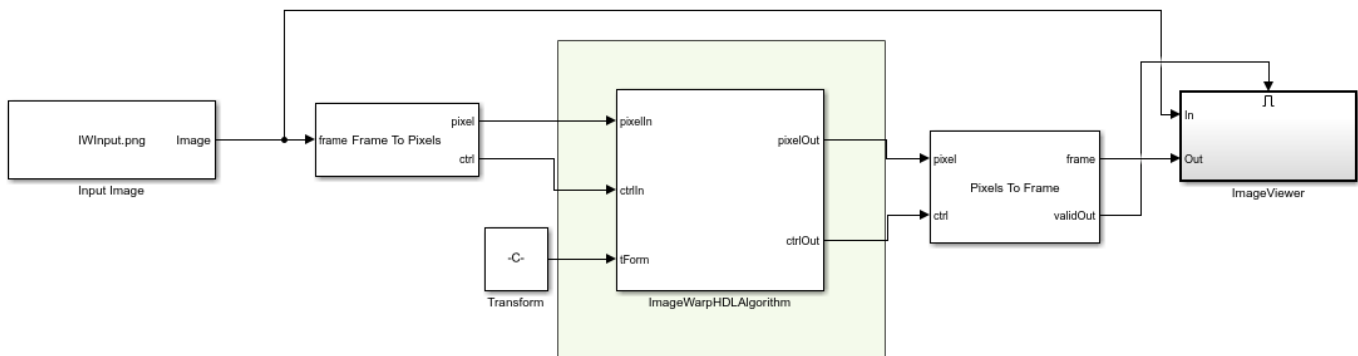 IWInput.png
Image
Input Image
frame
Frame To Pixels
pixel
ctrl
-C-
Transform
pixelIn
ctrlIn
tForm
pixelOut
ctrlOut
ImageWarpHDLAlgorithm
pixel
ctrl
Pixels To Frame
frame
validOut
In
Out
ImageViewer